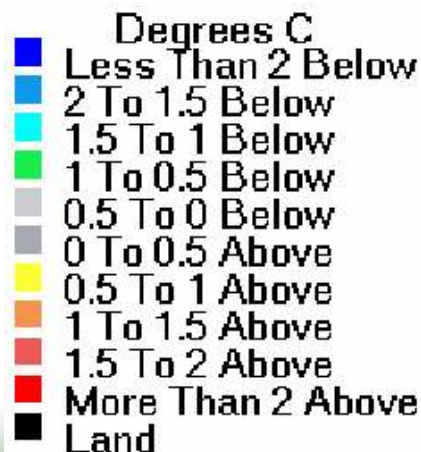 Degrees C
Less Than 2 Below
2 To 1.5 Below
1.5 To 1 Below
1 To 0.5 Below
0.5 To 0 Below
0 To 0.5 Above
0.5 To 1 Above
1 To 1.5 Above
1.5 To 2 Above
More Than 2 Above
Land